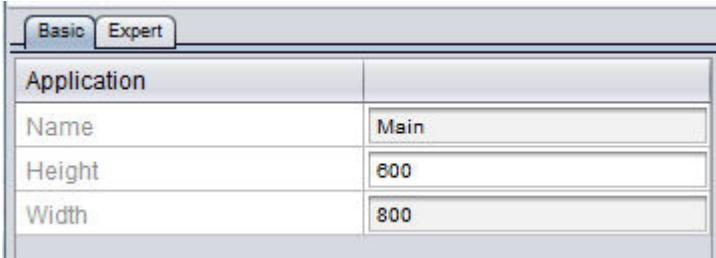 Basic Expert
Application
Name Main
Height 600
Width 800